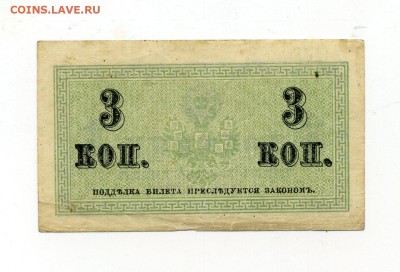 COINS.LAVE.RU
3 3
КОП. КОП.
ПОДДѢЛКА БИЛЕТА ПРЕСЛѢДУЕТСЯ ЗАКОНОМЪ.